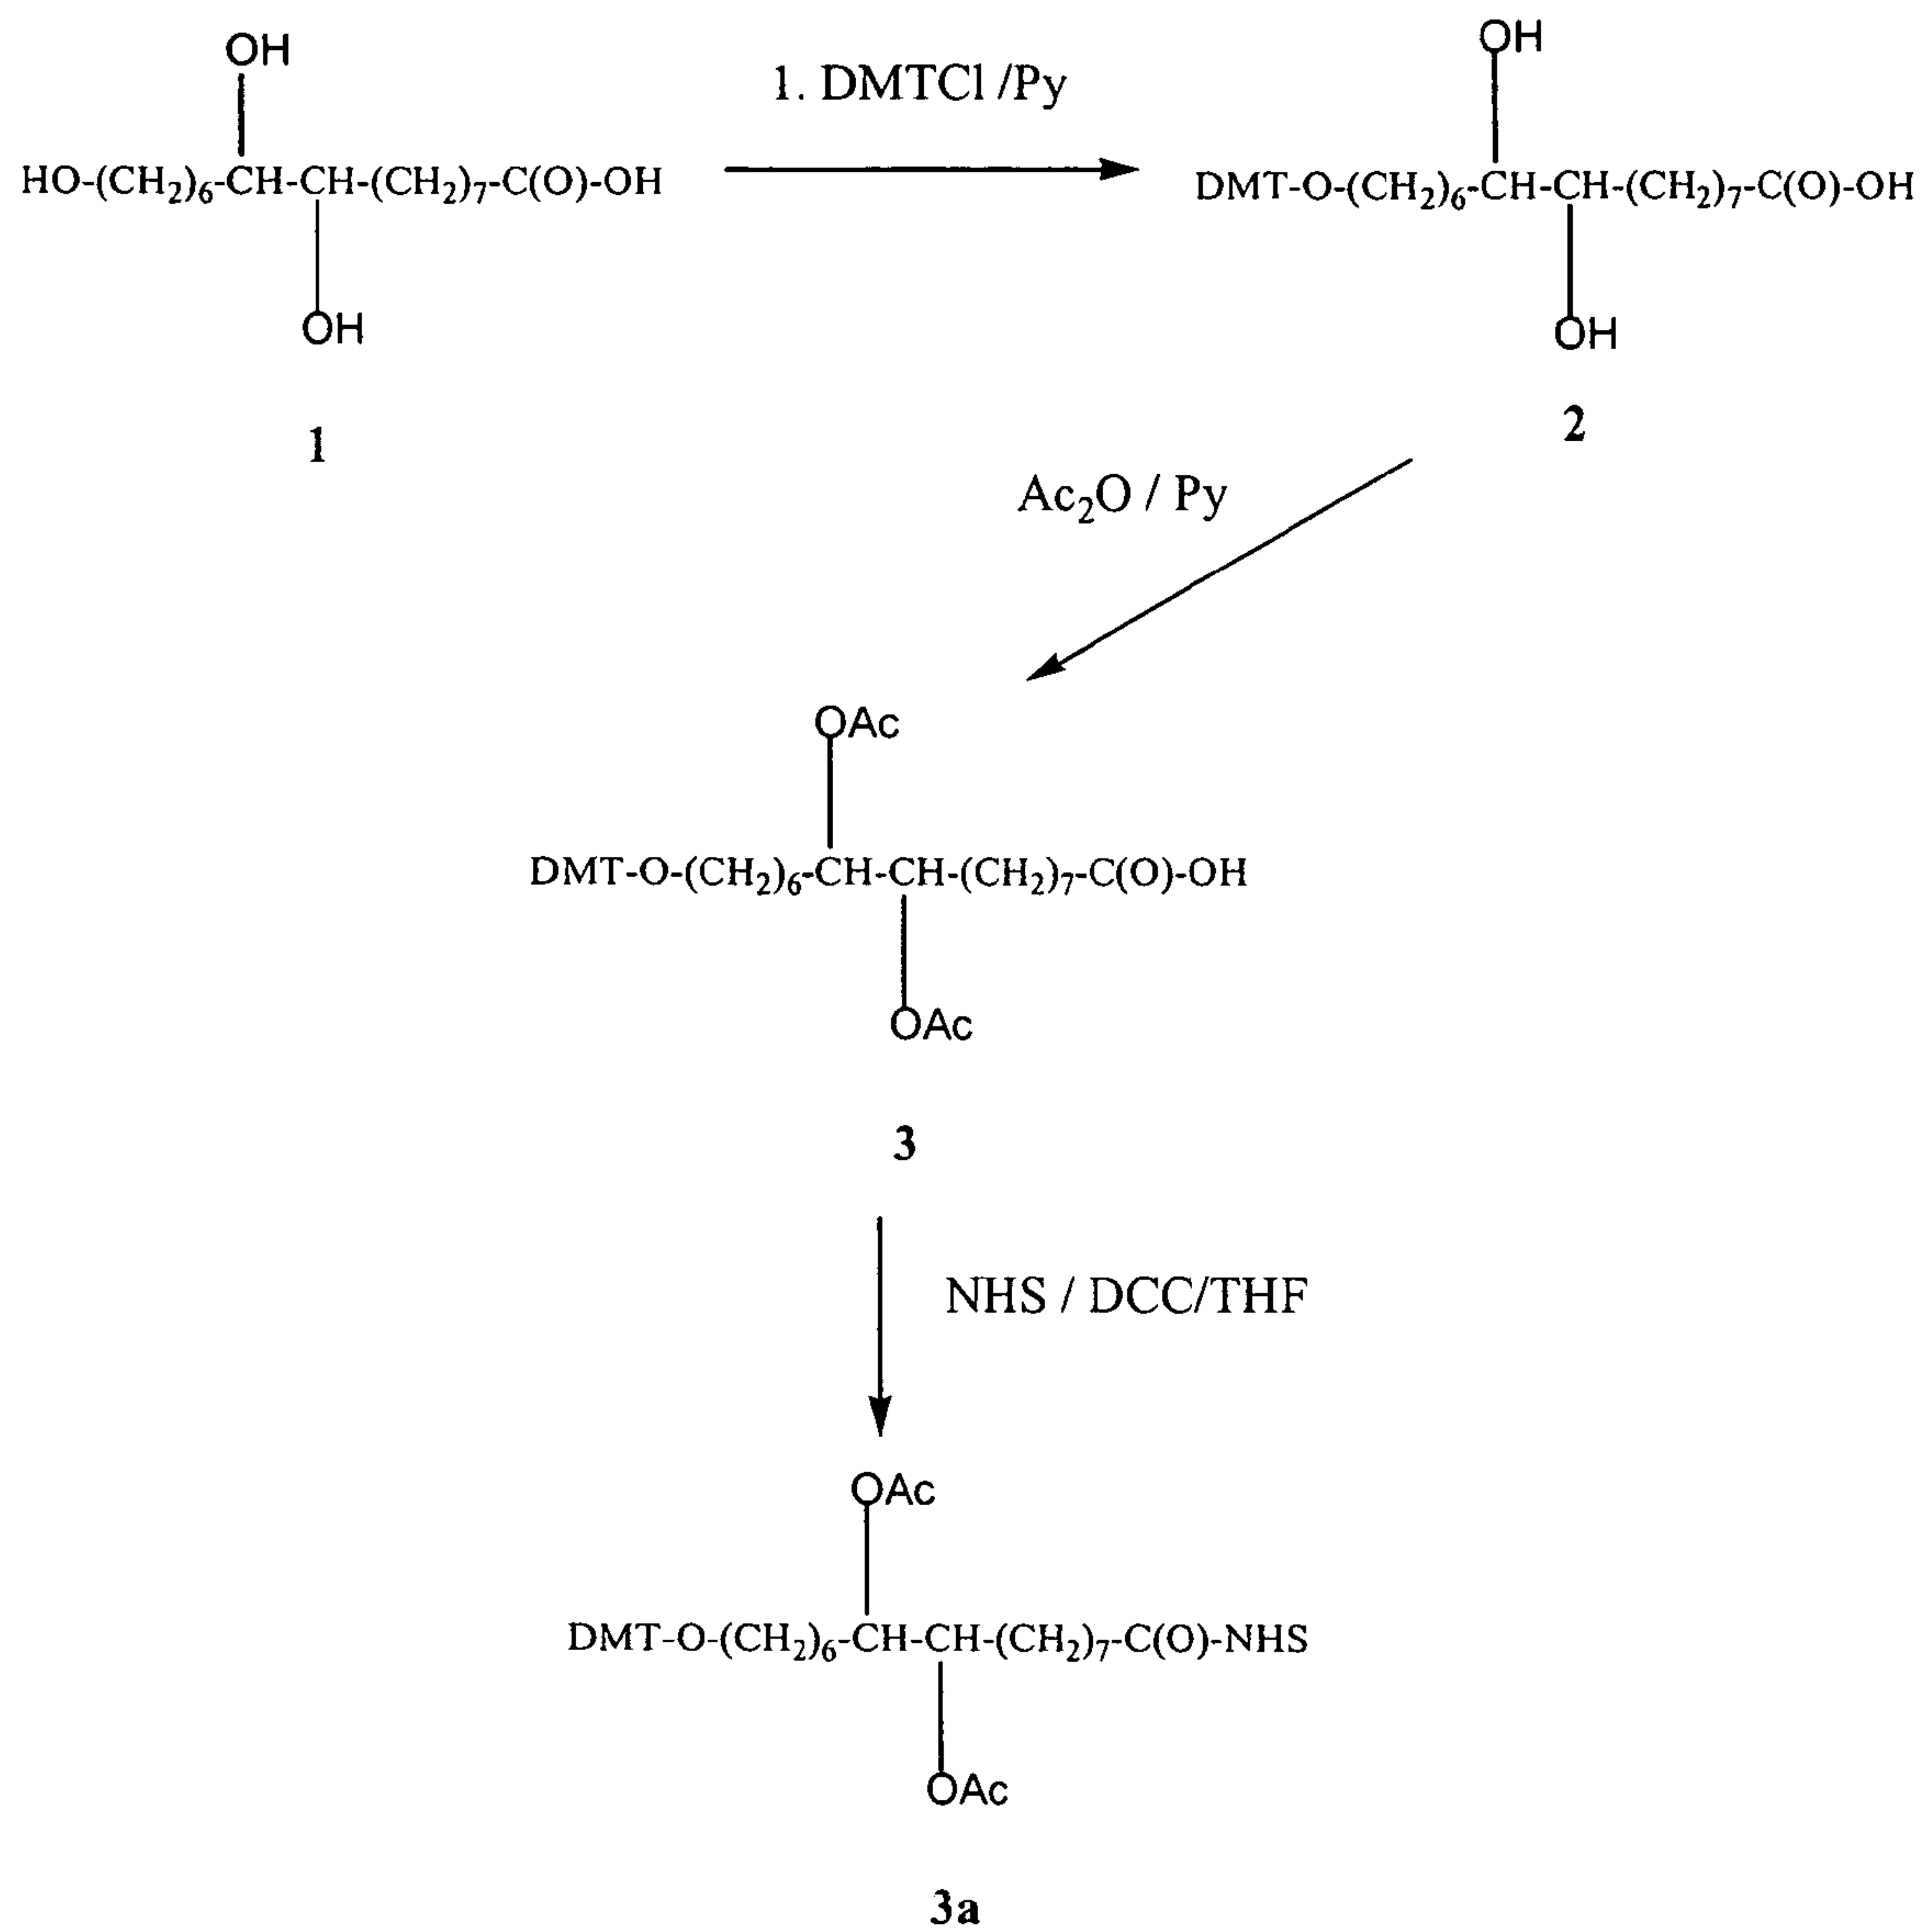 OH OH
1. DMTCl /Py
HO-(CH₂)₆-CH-CH-(CH₂)₇-C(O)-OH DMT-O-(CH₂)₆-CH-CH-(CH₂)₇-C(O)-OH
OH OH
1 2
Ac₂O / Py
OAc
DMT-O-(CH₂)₆-CH-CH-(CH₂)₇-C(O)-OH
OAc
3
NHS / DCC/THF
OAc
DMT-O-(CH₂)₆-CH-CH-(CH₂)₇-C(O)-NHS
OAc
3a